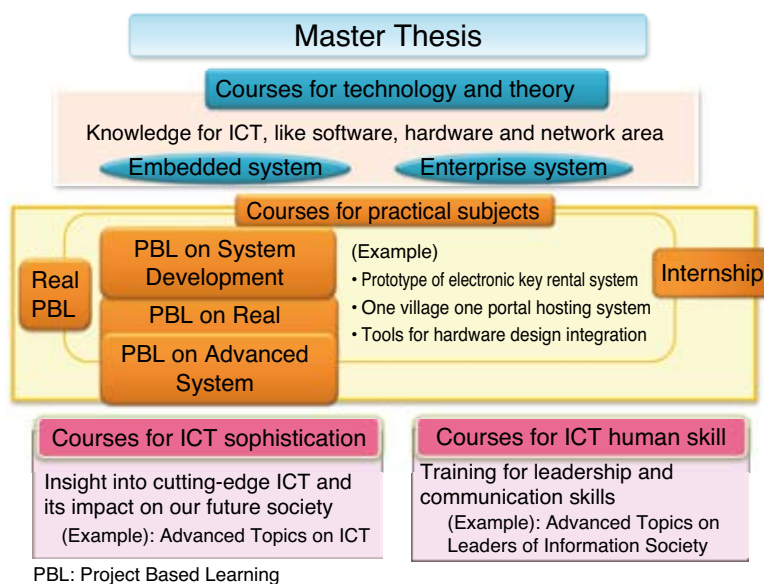 Master Thesis
Courses for technology and theory
Knowledge for ICT, like software, hardware and network area
Embedded system
Enterprise system
Courses for practical subjects
Real
PBL
PBL on System
Development
PBL on Real
PBL on Advanced
System
(Example)
• Prototype of electronic key rental system
• One village one portal hosting system
• Tools for hardware design integration
Internship
Courses for ICT sophistication
Insight into cutting-edge ICT and
its impact on our future society
(Example): Advanced Topics on ICT
Courses for ICT human skill
Training for leadership and
communication skills
(Example): Advanced Topics on
Leaders of Information Society
PBL: Project Based Learning